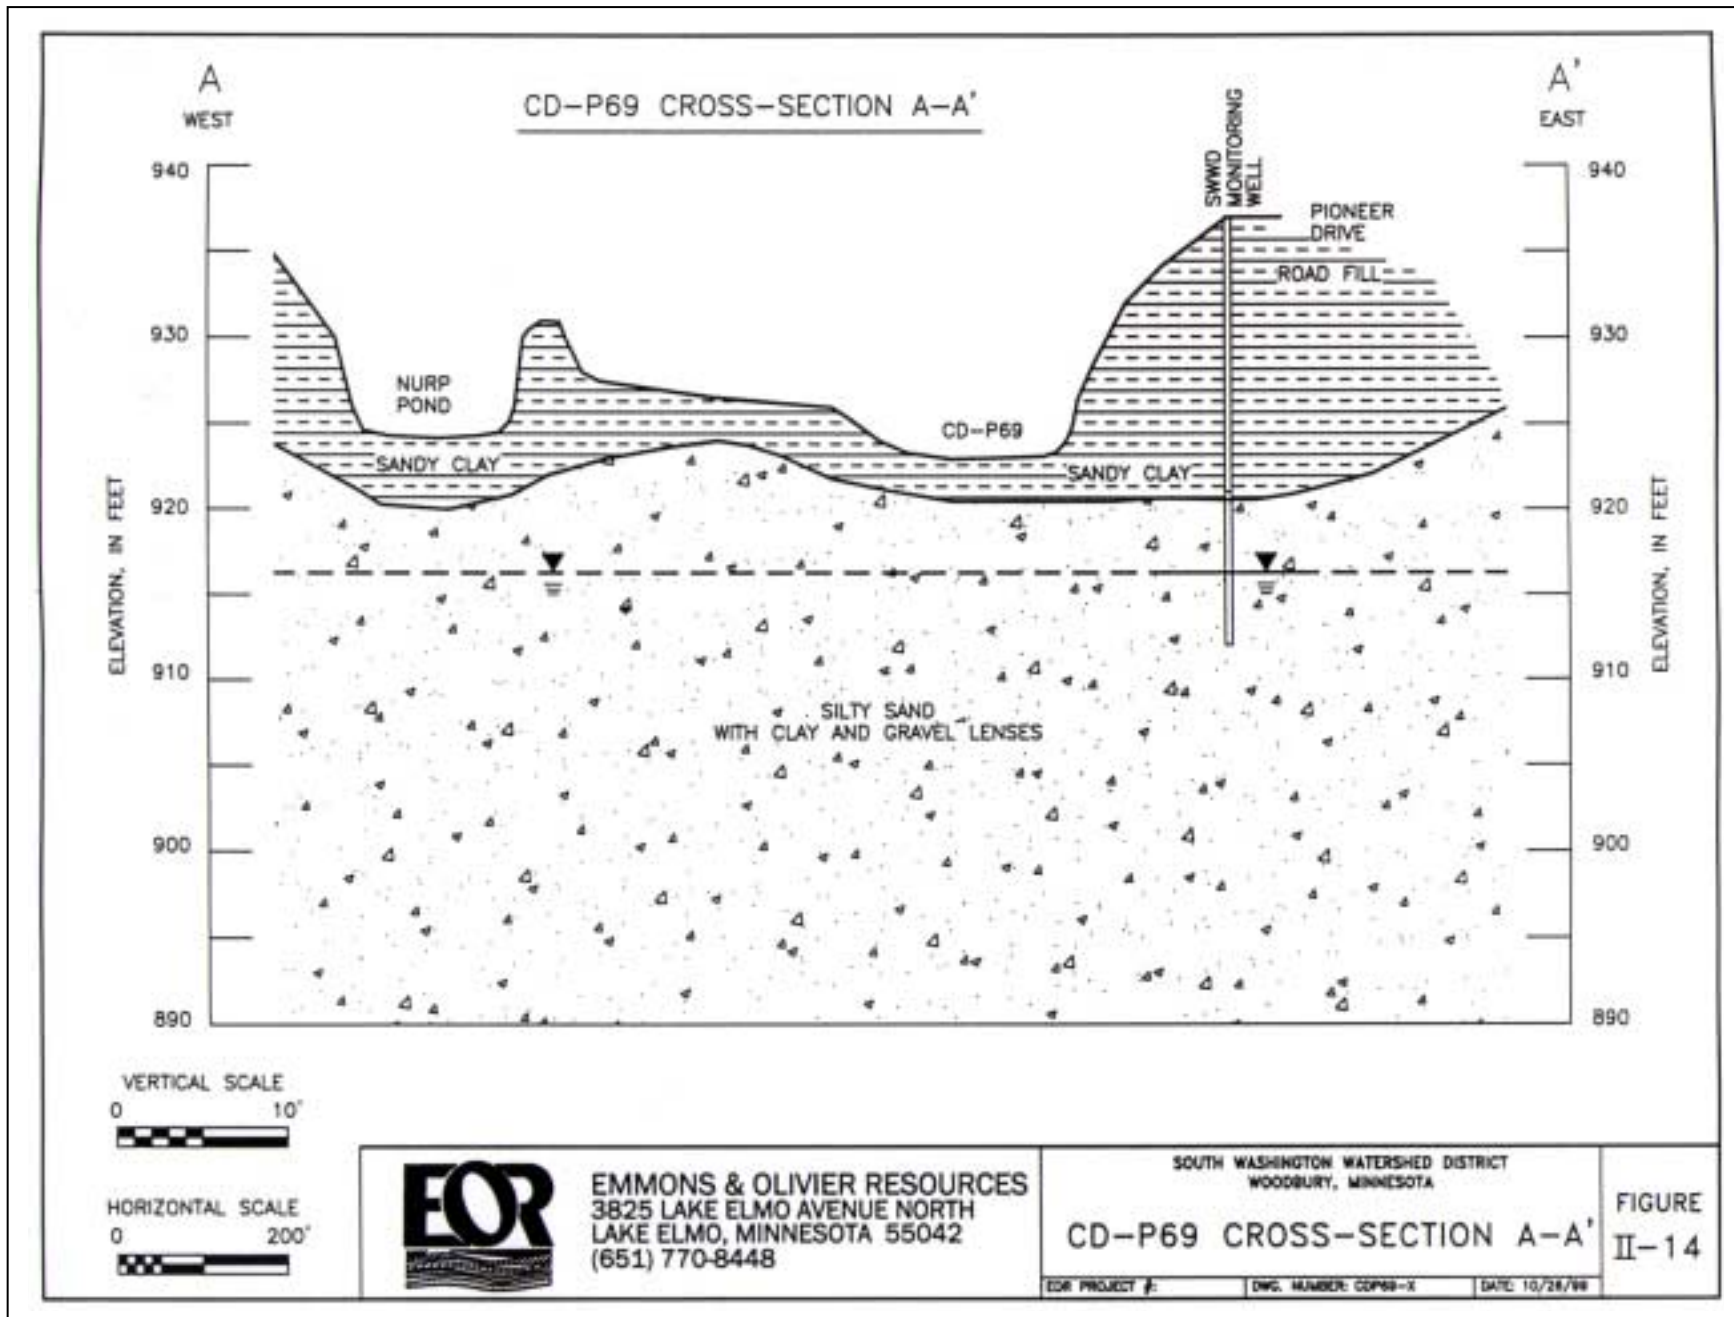 A
WEST
CD-P69 CROSS-SECTION A-A'
SWWD
MONITORING
WELL
A'
EAST
940
930
920
910
900
890
ELEVATION, IN FEET
940
930
920
910
900
890
ELEVATION, IN FEET
PIONEER
DRIVE
ROAD FILL
NURP
POND
CD-P69
SANDY CLAY
SANDY CLAY
SILTY SAND
WITH CLAY AND GRAVEL LENSES
VERTICAL SCALE
0 10'
HORIZONTAL SCALE
0 200'
EOR
EMMONS & OLIVIER RESOURCES
3825 LAKE ELMO AVENUE NORTH
LAKE ELMO, MINNESOTA 55042
(651) 770-8448
SOUTH WASHINGTON WATERSHED DISTRICT
WOODBURY, MINNESOTA
CD-P69 CROSS-SECTION A-A'
EOR PROJECT #:
DWG. NUMBER: CDP69-X
DATE: 10/26/99
FIGURE
II-14